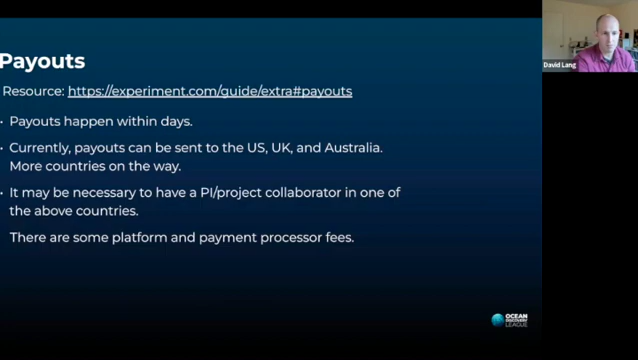 Payouts
Resource: https://experiment.com/guide/extra#payouts
• Payouts happen within days.
• Currently, payouts can be sent to the US, UK, and Australia.
More countries on the way.
• It may be necessary to have a PI/project collaborator in one of
the above countries.
There are some platform and payment processor fees.
David Lang
OCEAN
DISCOVERY
LEAGUE